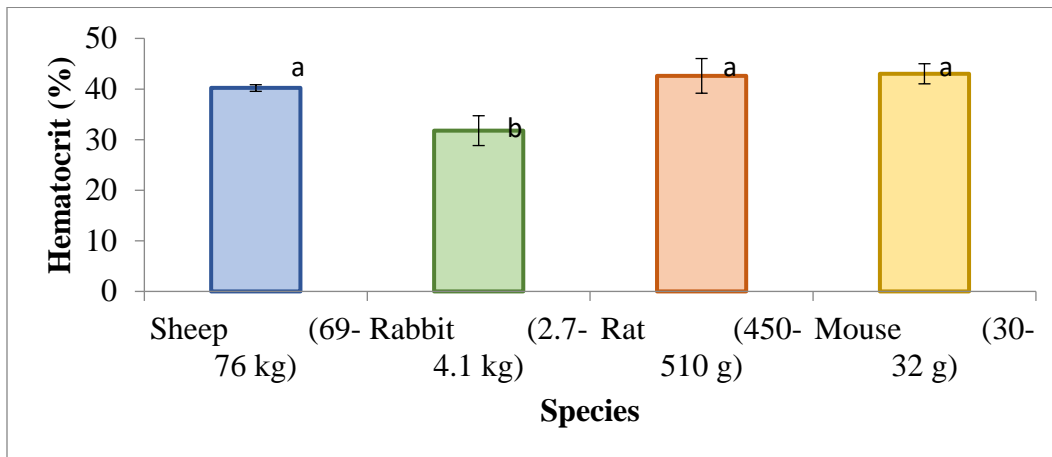 Hematocrit (%)
50
40
30
20
10
0
a
b
a
a
Sheep (69- Rabbit (2.7- Rat (450- Mouse (30-
76 kg) 4.1 kg) 510 g) 32 g)
Species